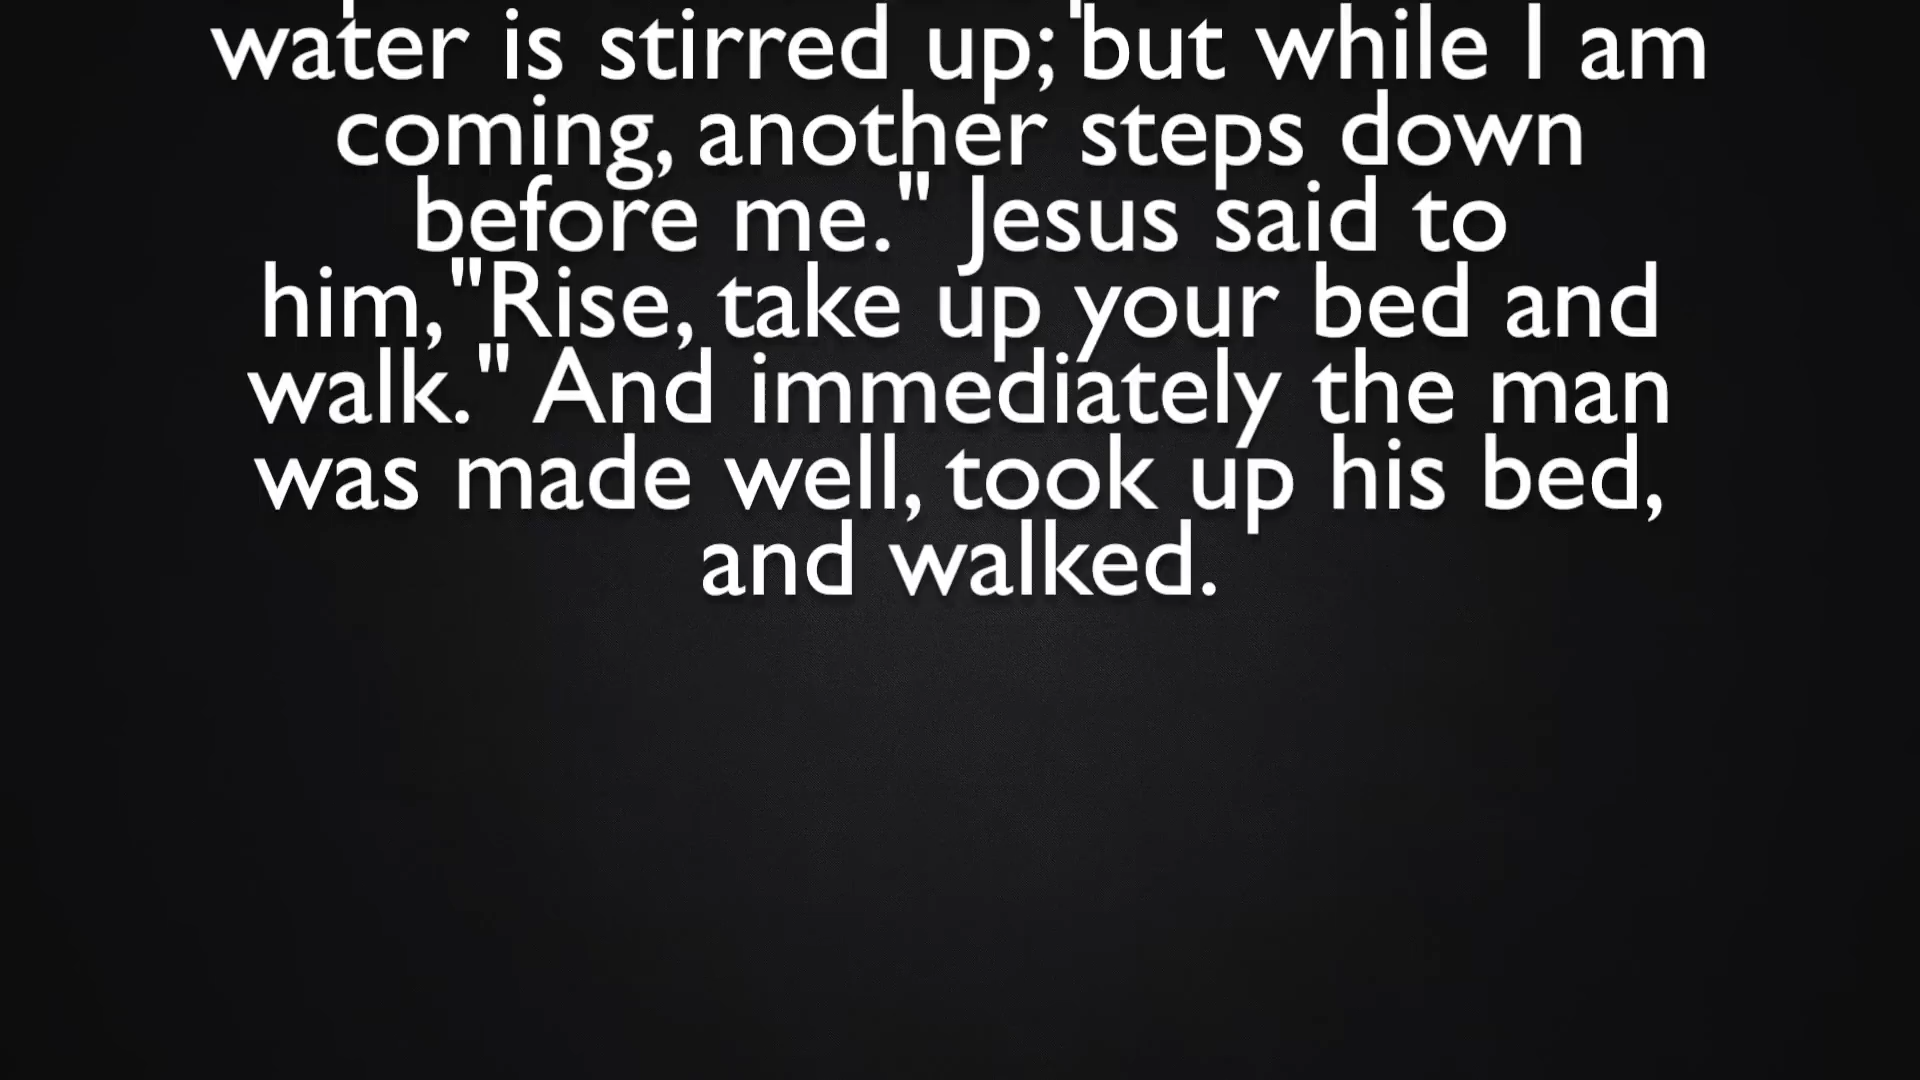 water is stirred up; but while I am
coming, another steps down
before me." Jesus said to
him,"Rise, take up your bed and
walk." And immediately the man
was made well, took up his bed,
and walked.